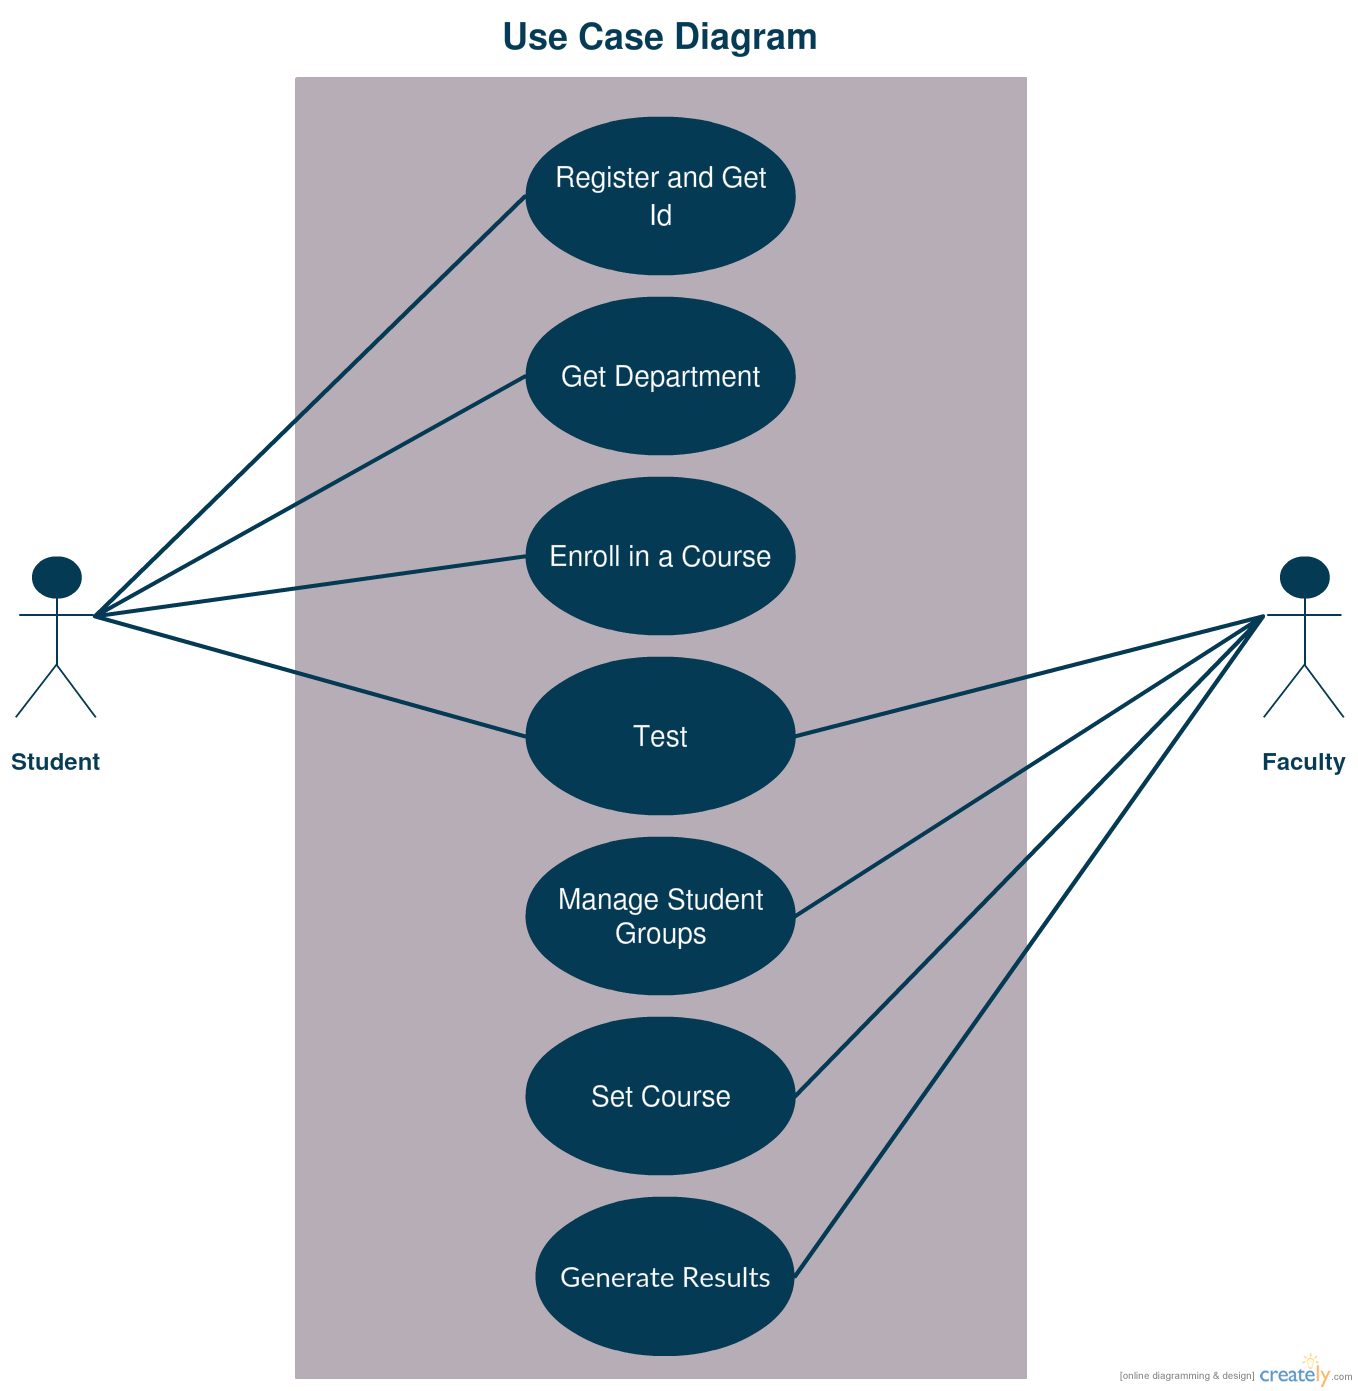 Use Case Diagram
Register and Get
Id
Get Department
Enroll in a Course
Test
Student
Faculty
Manage Student
Groups
Set Course
Generate Results
[online diagramming & design] creately.com